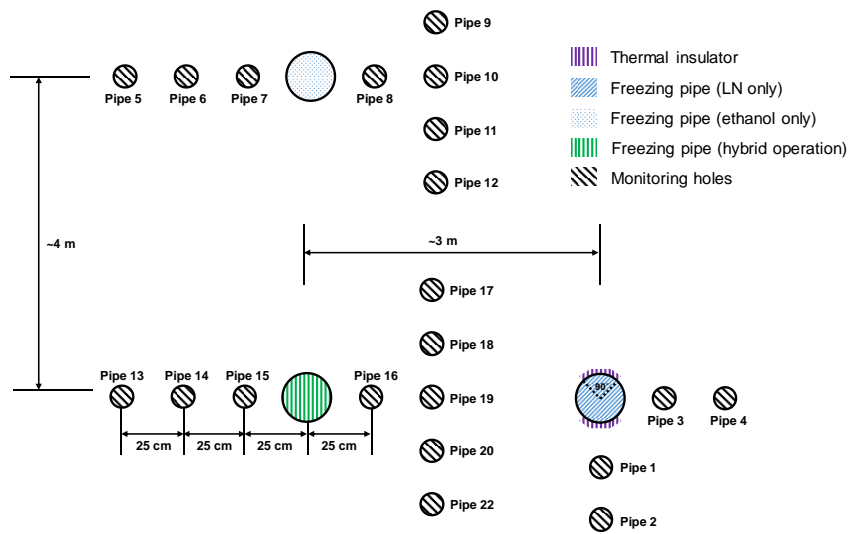 Pipe 9
Pipe 5
Pipe 6
Pipe 7
Pipe 8
Pipe 10
Pipe 11
Pipe 12
Thermal insulator
Freezing pipe (LN only)
Freezing pipe (ethanol only)
Freezing pipe (hybrid operation)
Monitoring holes
~4 m
~3 m
Pipe 17
Pipe 18
Pipe 13
Pipe 14
Pipe 15
Pipe 16
Pipe 19
90
Pipe 3
Pipe 4
25 cm
25 cm
25 cm
25 cm
Pipe 20
Pipe 22
Pipe 1
Pipe 2